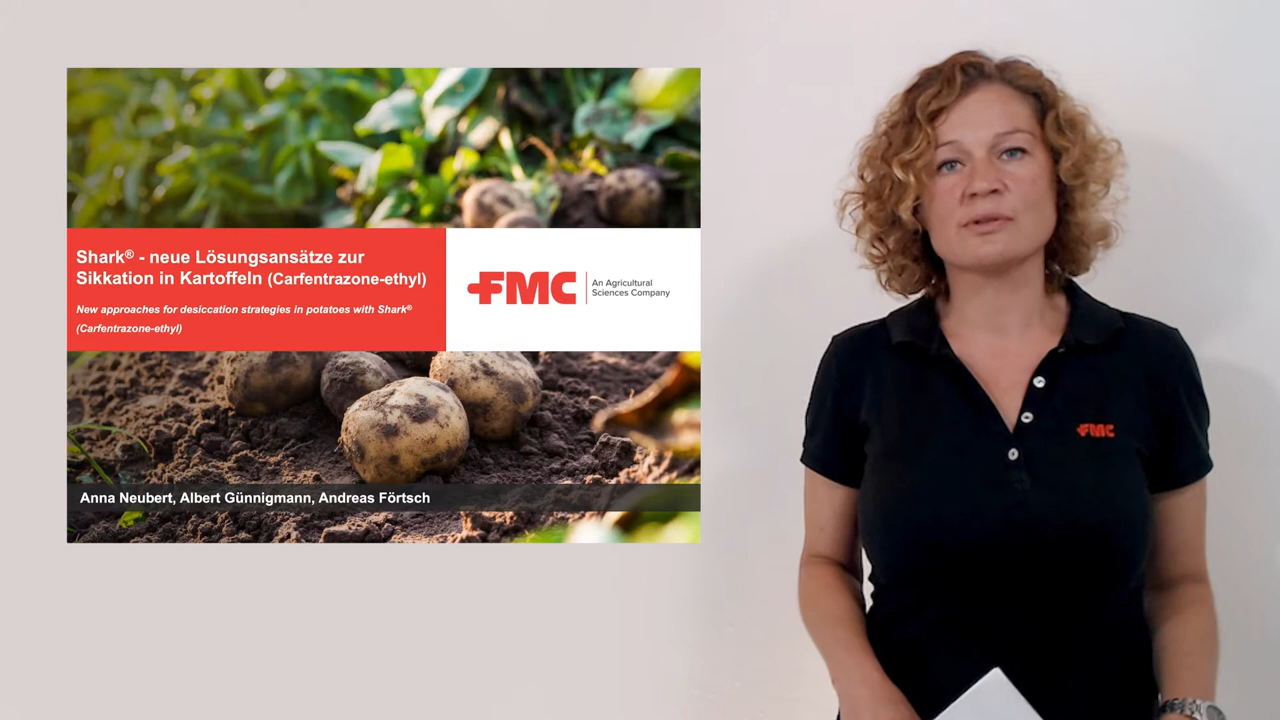 Shark® - neue Lösungsansätze zur
Sikkation in Kartoffeln (Carfentrazone-ethyl)
New approaches for desiccation strategies in potatoes with Shark®
(Carfentrazone-ethyl)
FMC
An Agricultural
Sciences Company
Anna Neubert, Albert Günnigmann, Andreas Förtsch
FMC